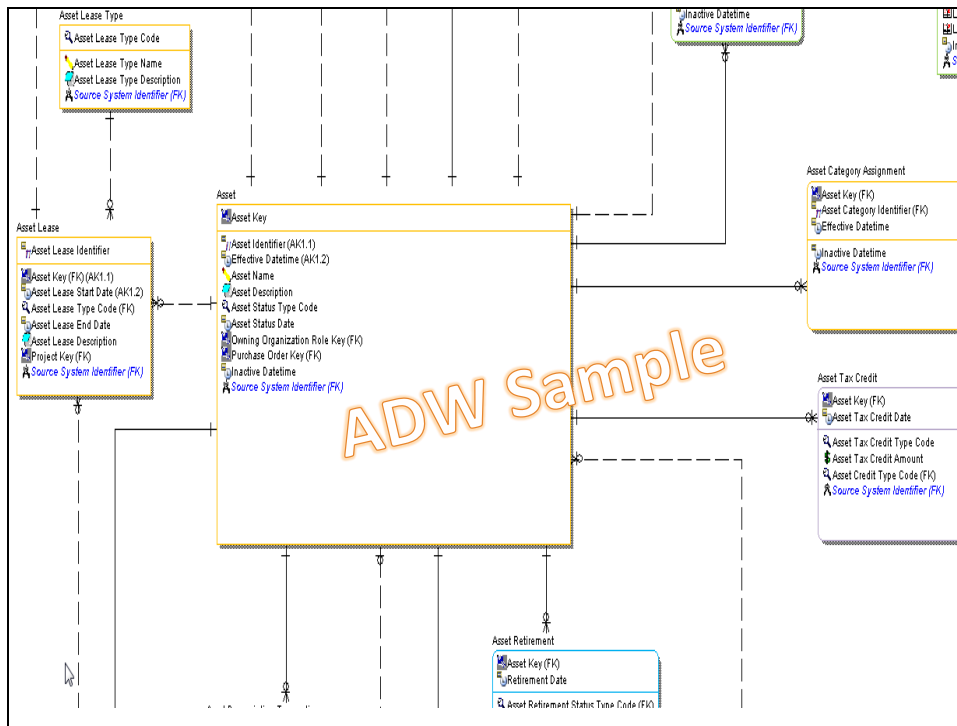 Asset Lease Type
Asset Lease Type Code
Asset Lease Type Name
Asset Lease Type Description
Source System Identifier (FK)
Inactive Datetime
Source System Identifier (FK)
Asset Category Assignment
Asset Key (FK)
Asset Category Identifier (FK)
Effective Datetime
Inactive Datetime
Source System Identifier (FK)
Asset
Asset Key
Asset Identifier (AK1.1)
Effective Datetime (AK1.2)
Asset Name
Asset Description
Asset Status Type Code
Asset Status Date
Owning Organization Role Key (FK)
Purchase Order Key (FK)
Inactive Datetime
Source System Identifier (FK)
Asset Lease
Asset Lease Identifier
Asset Key (FK) (AK1.1)
Asset Lease Start Date (AK1.2)
Asset Lease Type Code (FK)
Asset Lease End Date
Asset Lease Description
Project Key (FK)
Source System Identifier (FK)
ADW Sample
Asset Tax Credit
Asset Key (FK)
Asset Tax Credit Date
Asset Tax Credit Type Code
Asset Tax Credit Amount
Asset Credit Type Code (FK)
Source System Identifier (FK)
Asset Retirement
Asset Key (FK)
Retirement Date
Asset Retirement Status Type Code (FK)